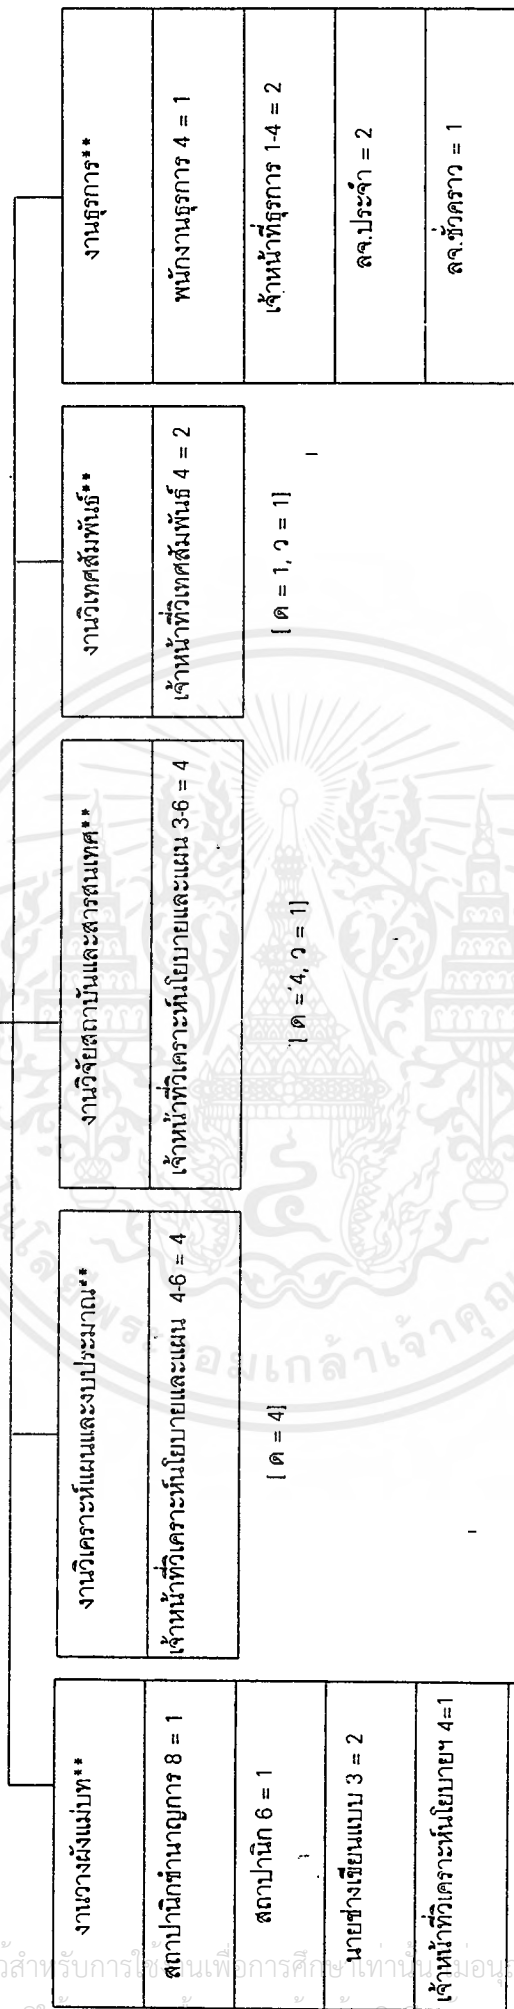 งานวางผังแม่บท**
สถาปานิกชำนาญการ 8 = 1
สถาปานิก 6 = 1
นายช่างเขียนแบบ 3 = 2
เจ้าหน้าที่วิเคราะห์นโยบายฯ 4=1
งานวิเคราะห์แผนและงบประมาณ**
เจ้าหน้าที่วิเคราะห์นโยบายและแผน 4-6 = 4
[ ด = 4]
งานวิจัยสถาบันและสารสนเทศ**
เจ้าหน้าที่วิเคราะห์นโยบายและแผน 3-6 = 4
[ ด = 4, ว = 1]
งานวิเทศสัมพันธ์**
เจ้าหน้าที่วิเทศสัมพันธ์ 4 = 2
[ ด = 1, ว = 1]
งานธุรการ**
พนักงานธุรการ 4 = 1
เจ้าหน้าที่ธุรการ 1-4 = 2
ลจ.ประจำ = 2
ลจ.ชั่วคราว = 1